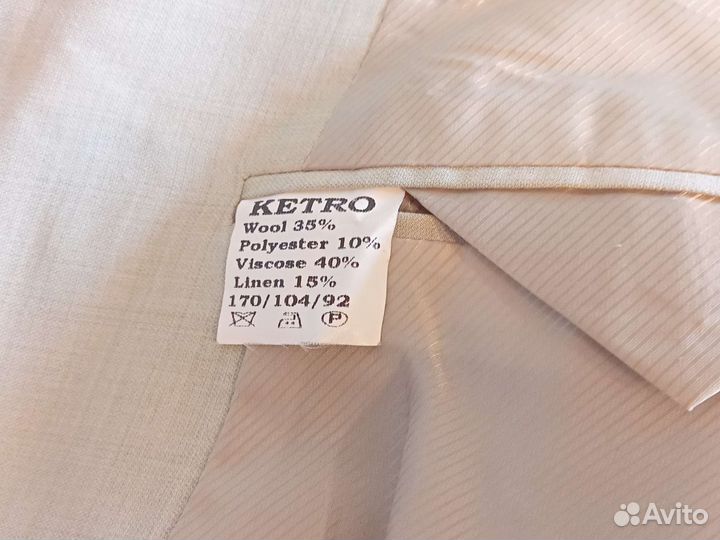 KETRO
Wool 35%
Polyester 10%
Viscose 40%
Linen 15%
170/104/92
P
Avito